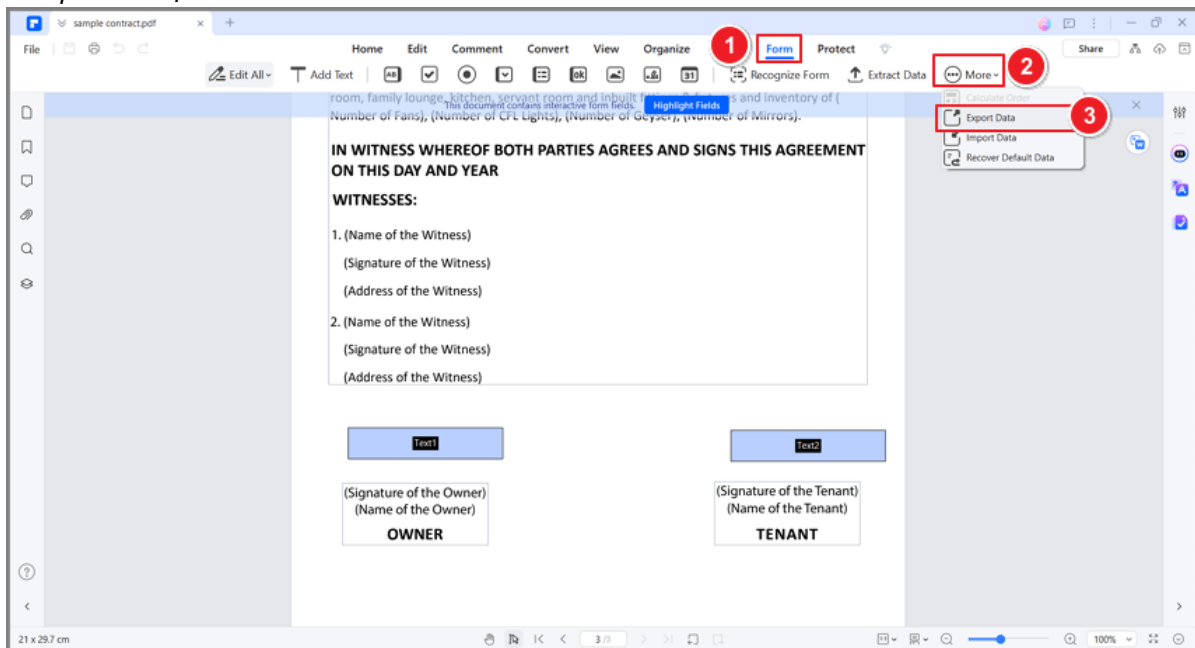 sample contract.pdf
File Home Edit Comment Convert View Organize 1 Form Protect Share
Edit All Add Text Recognize Form Extract Data More 2
room, family lounge, kitchen, servant room and inbuilt fittings & fixtures and inventory of (
This document contains interactive form fields. Highlight Fields
Number of Fans), (Number of CFL Lights), (Number of Geyser), (Number of Mirrors).
Calculate Order
Export Data 3
Import Data
Recover Default Data
IN WITNESS WHEREOF BOTH PARTIES AGREES AND SIGNS THIS AGREEMENT
ON THIS DAY AND YEAR
WITNESSES:
1. (Name of the Witness)
(Signature of the Witness)
(Address of the Witness)
2. (Name of the Witness)
(Signature of the Witness)
(Address of the Witness)
Text1 Text2
(Signature of the Owner) (Signature of the Tenant)
(Name of the Owner) (Name of the Tenant)
OWNER TENANT
21 x 29.7 cm 3 /3 100%